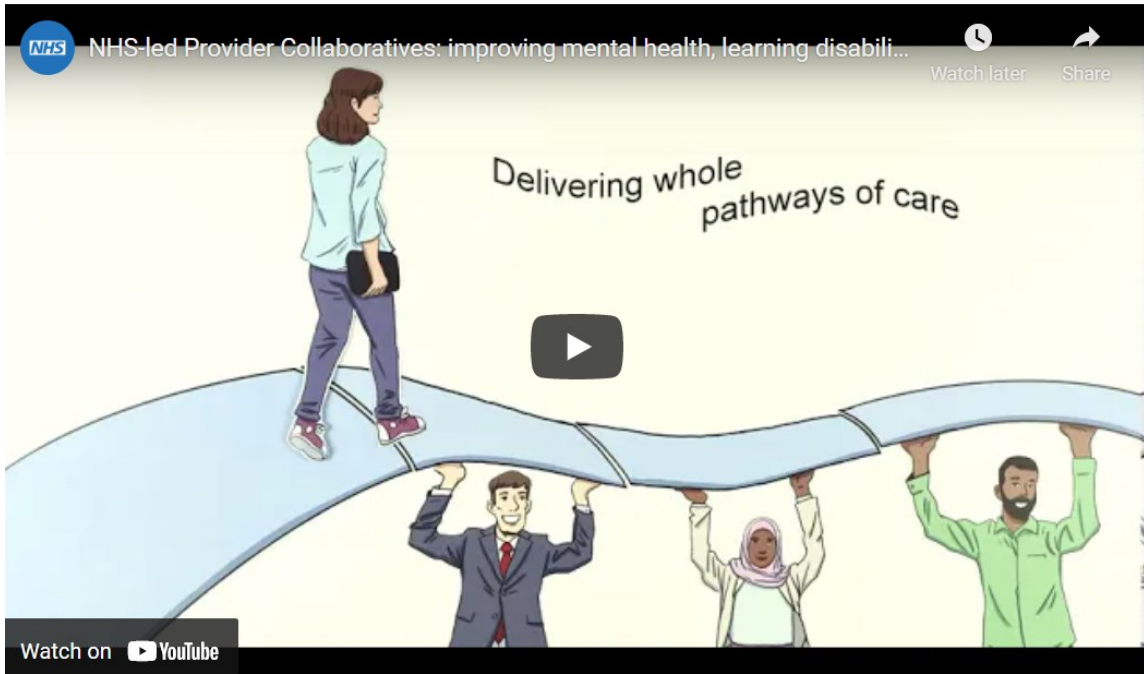 NHS
NHS-led Provider Collaboratives: improving mental health, learning disabili...
Watch later
Share
Delivering whole
pathways of care
Watch on YouTube